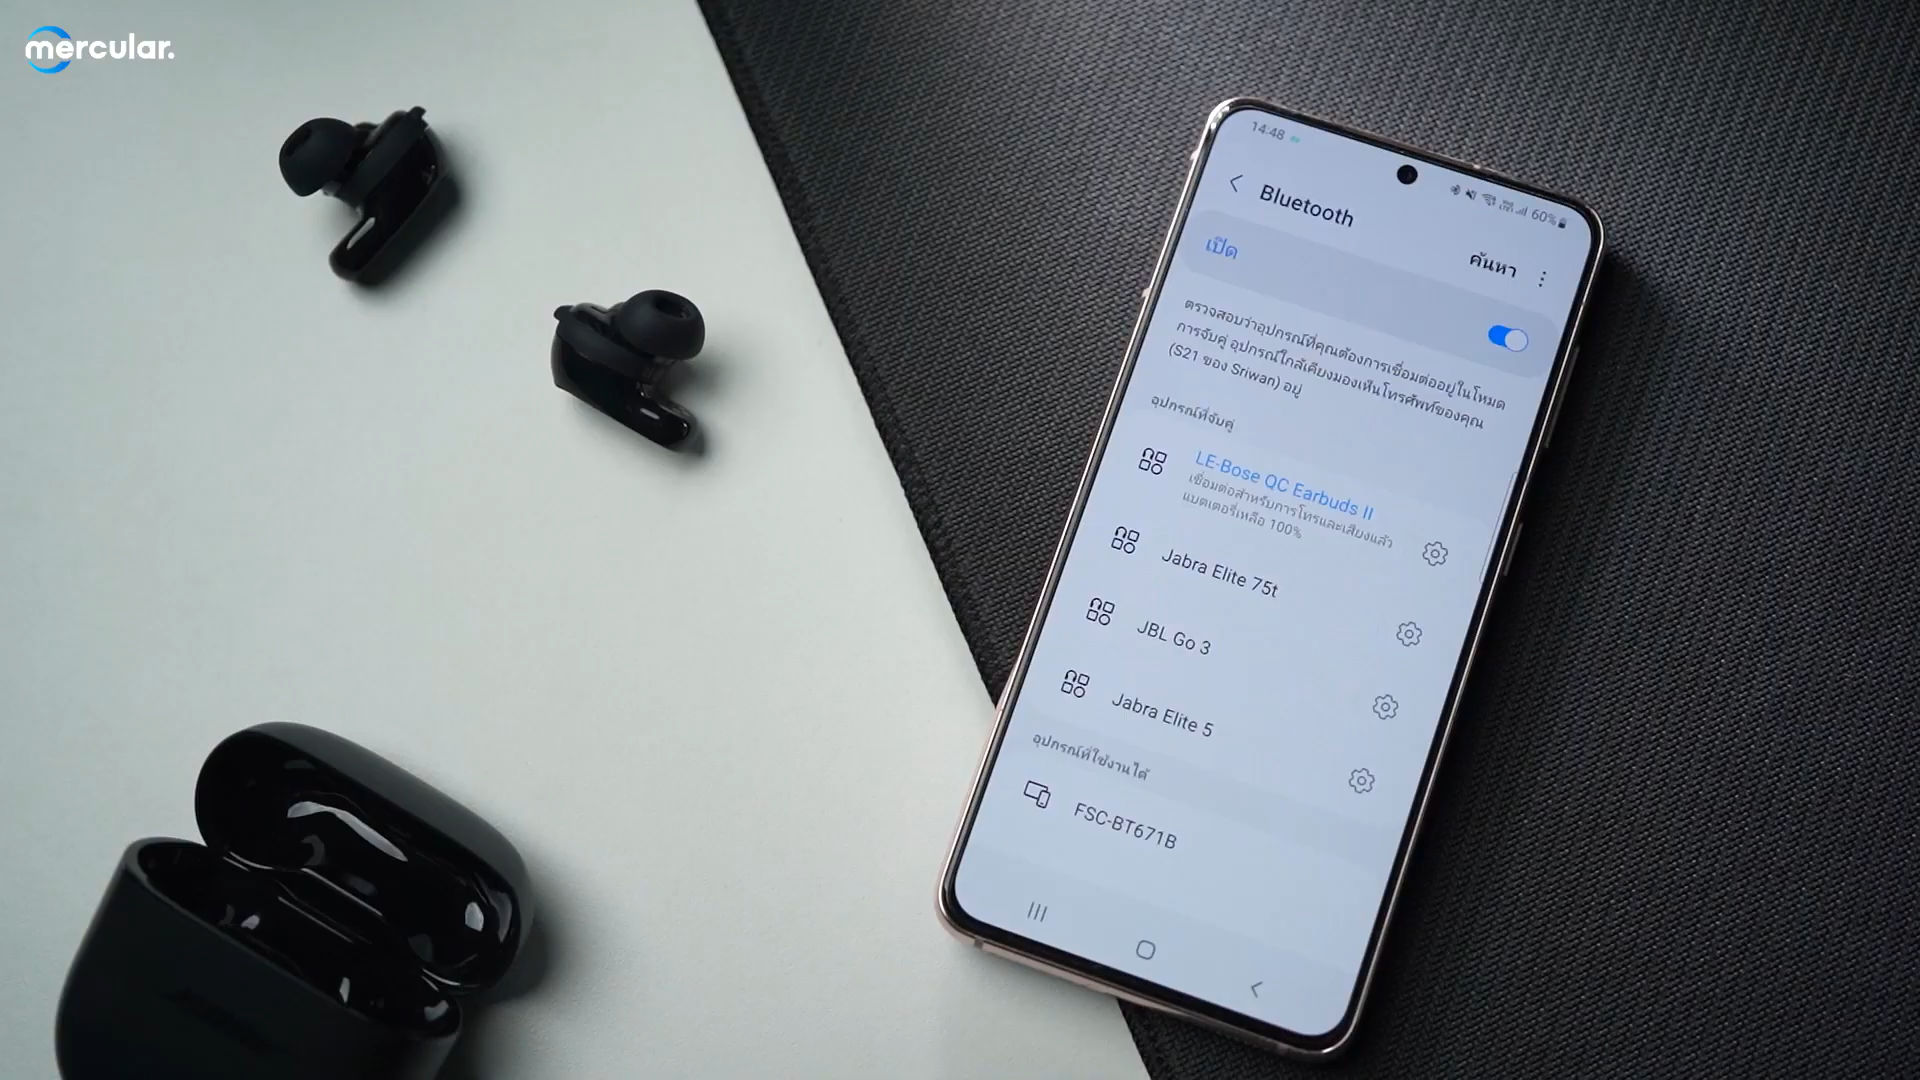 mercular.
14:48
60%
Bluetooth
ค้นหา
เปิด
ตรวจสอบว่าอุปกรณ์ที่คุณต้องการเชื่อมต่ออยู่ในโหมด
การจับคู่ อุปกรณ์ใกล้เคียงมองเห็นโทรศัพท์ของคุณ
(S21 ของ Sriwan) อยู่
อุปกรณ์ที่จับคู่
LE-Bose QC Earbuds II
เชื่อมต่อสำหรับการโทรและเสียงแล้ว
แบตเตอรี่เหลือ 100%
Jabra Elite 75t
JBL Go 3
Jabra Elite 5
อุปกรณ์ที่ใช้งานได้
FSC-BT671B